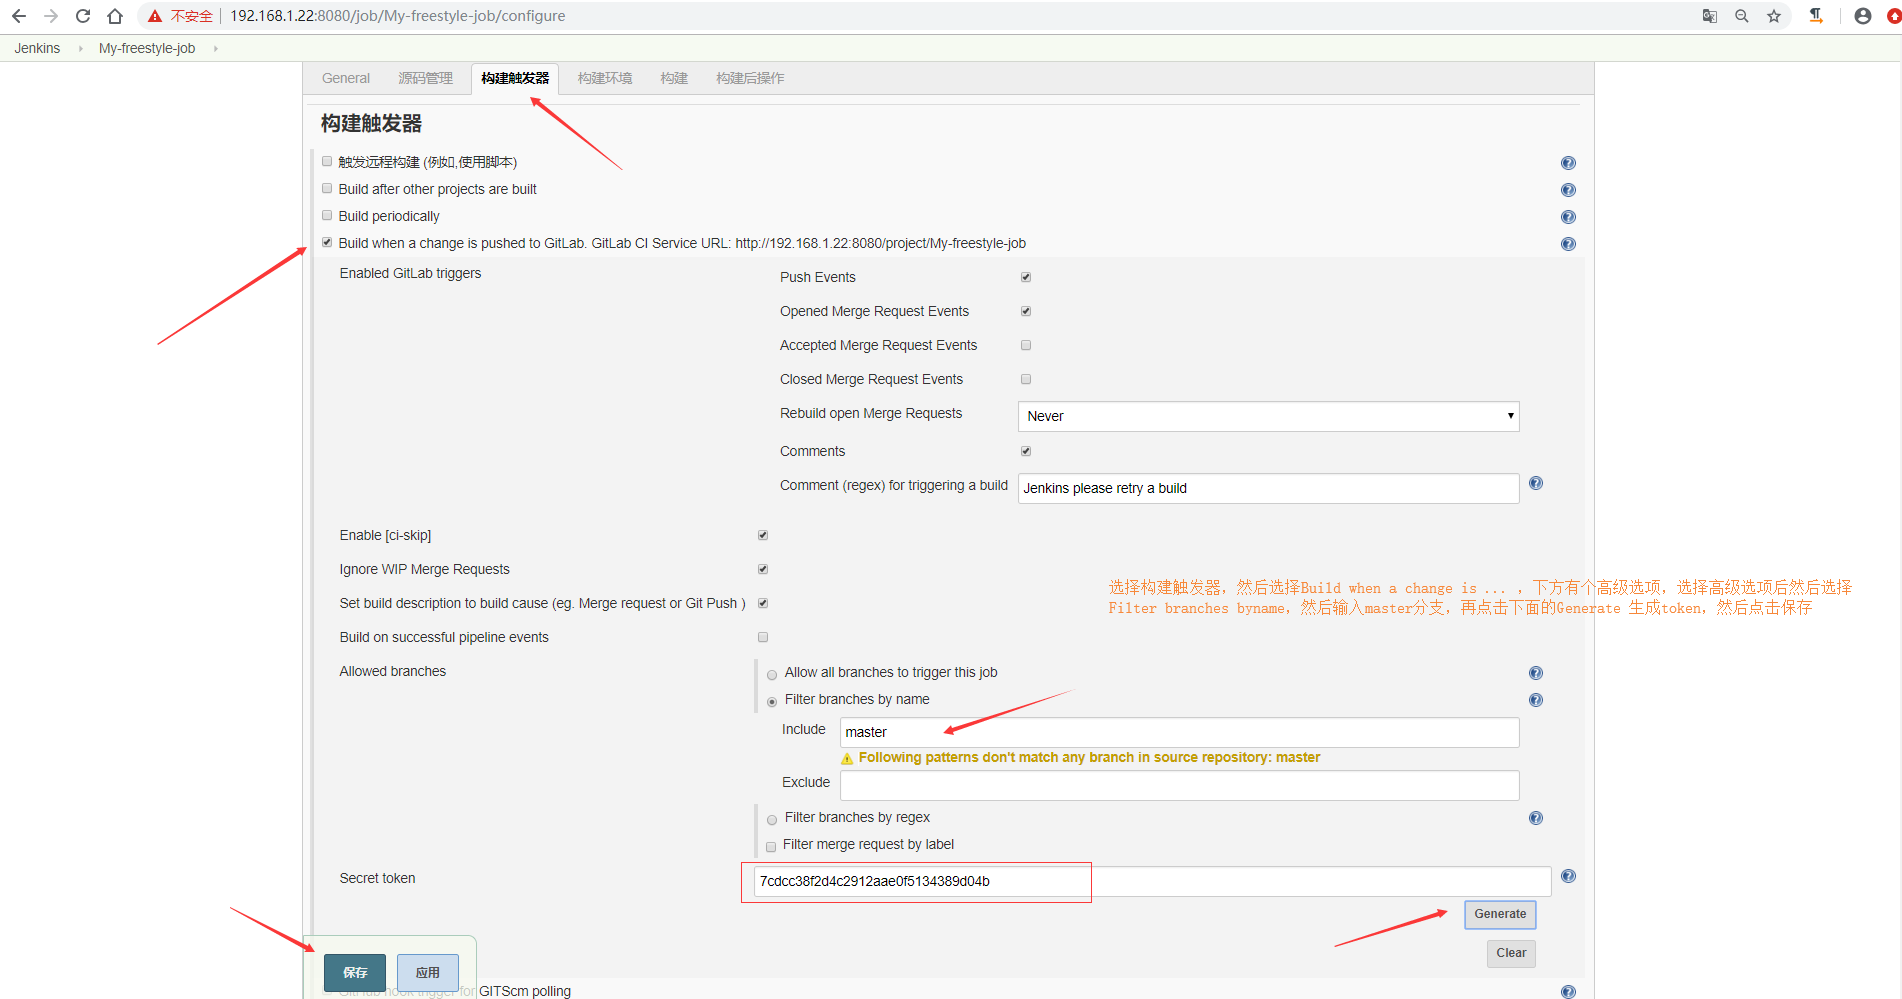 不安全 192.168.1.22:8080/job/My-freestyle-job/configure
Jenkins My-freestyle-job
General 源码管理 构建触发器 构建环境 构建 构建后操作
构建触发器
触发远程构建 (例如,使用脚本)
Build after other projects are built
Build periodically
Build when a change is pushed to GitLab. GitLab CI Service URL: http://192.168.1.22:8080/project/My-freestyle-job
Enabled GitLab triggers
Push Events
Opened Merge Request Events
Accepted Merge Request Events
Closed Merge Request Events
Rebuild open Merge Requests Never
Comments
Comment (regex) for triggering a build Jenkins please retry a build
Enable [ci-skip]
Ignore WIP Merge Requests
Set build description to build cause (eg. Merge request or Git Push )
Build on successful pipeline events
选择构建触发器，然后选择Build when a change is ... ，下方有个高级选项，选择高级选项后然后选择
Filter branches byname，然后输入master分支，再点击下面的Generate 生成token，然后点击保存
Allowed branches
Allow all branches to trigger this job
Filter branches by name
Include master
Following patterns don't match any branch in source repository: master
Exclude
Filter branches by regex
Filter merge request by label
Secret token 7cdcc38f2d4c2912aae0f5134389d04b
Generate
Clear
保存 应用
GitHub hook trigger for GITScm polling